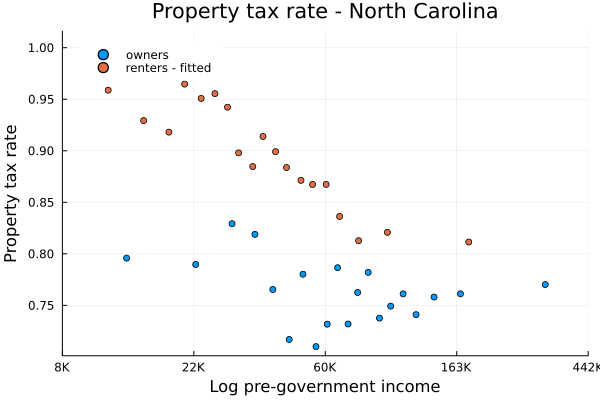 Property tax rate - North Carolina
owners
renters - fitted
1.00
0.95
0.90
0.85
0.80
0.75
Property tax rate
8K 22K 60K 163K 442K
Log pre-government income